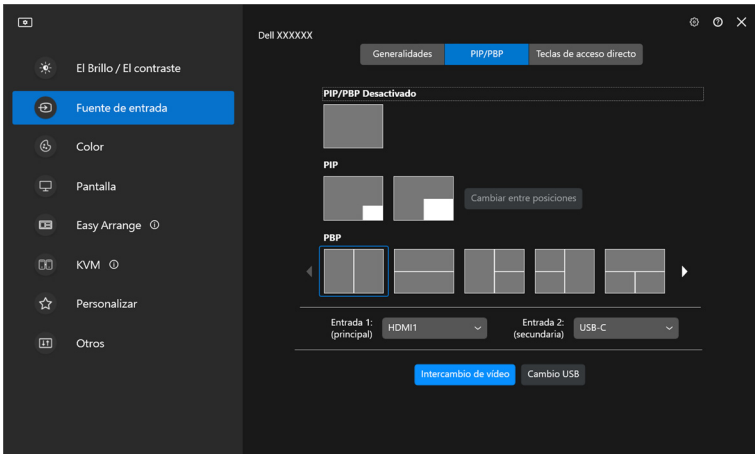 Dell XXXXXX
Generalidades
PIP/PBP
Teclas de acceso directo
El Brillo / El contraste
Fuente de entrada
Color
Pantalla
Easy Arrange
KVM
Personalizar
Otros
PIP/PBP Desactivado
PIP
Cambiar entre posiciones
PBP
Entrada 1:
(principal)
HDMI1
Entrada 2:
(secundaria)
USB-C
Intercambio de vídeo
Cambio USB